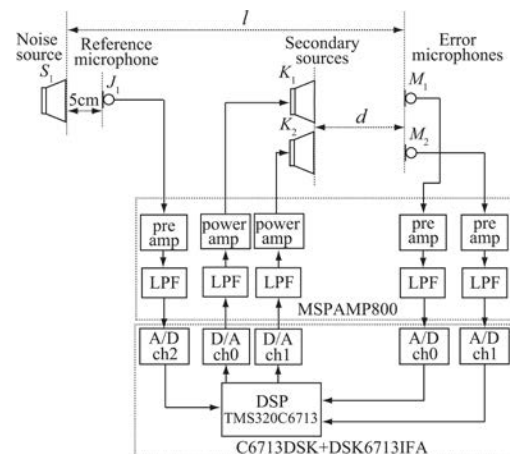 l
Noise source
S1
Reference microphone
J1
5cm
Secondary sources
K1
K2
d
Error microphones
M1
M2
pre amp
power amp
power amp
pre amp
pre amp
LPF
LPF
LPF
LPF
LPF
MSPAMP800
A/D ch2
D/A ch0
D/A ch1
A/D ch0
A/D ch1
DSP
TMS320C6713
C6713DSK+DSK6713IFA